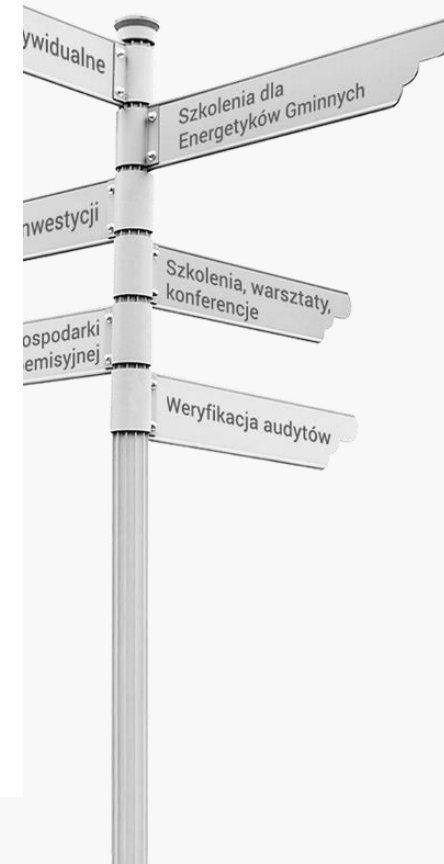 ywidualne
Szkolenia dla
Energetyków Gminnych
nwestycji
Szkolenia, warsztaty,
konferencje
ospodarki
emisyjnej
Weryfikacja audytów